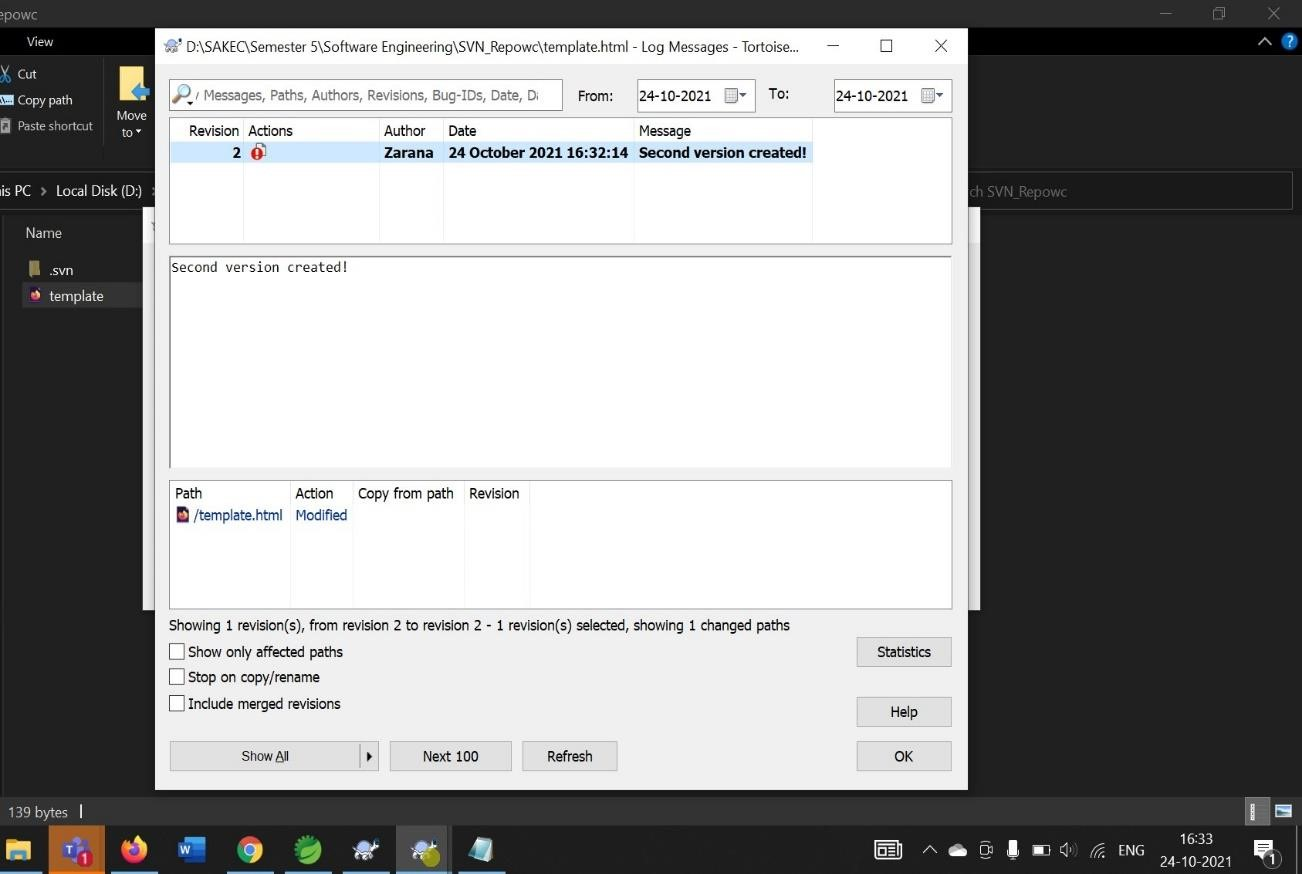 epowc
View
Cut
Copy path
Paste shortcut
Move
to
D:\SAKEC\Semester 5\Software Engineering\SVN_Repowc\template.html - Log Messages - Tortoise...
Messages, Paths, Authors, Revisions, Bug-IDs, Date, D
From:
24-10-2021
To:
24-10-2021
Revision Actions Author Date Message
2 Zarana 24 October 2021 16:32:14 Second version created!
is PC > Local Disk (D:) >
ch SVN_Repowc
Name
.svn
template
Second version created!
Path Action Copy from path Revision
/template.html Modified
Showing 1 revision(s), from revision 2 to revision 2 - 1 revision(s) selected, showing 1 changed paths
Show only affected paths
Stop on copy/rename
Include merged revisions
Statistics
Help
Show All
Next 100
Refresh
OK
139 bytes
1
W
ENG
16:33
24-10-2021
1